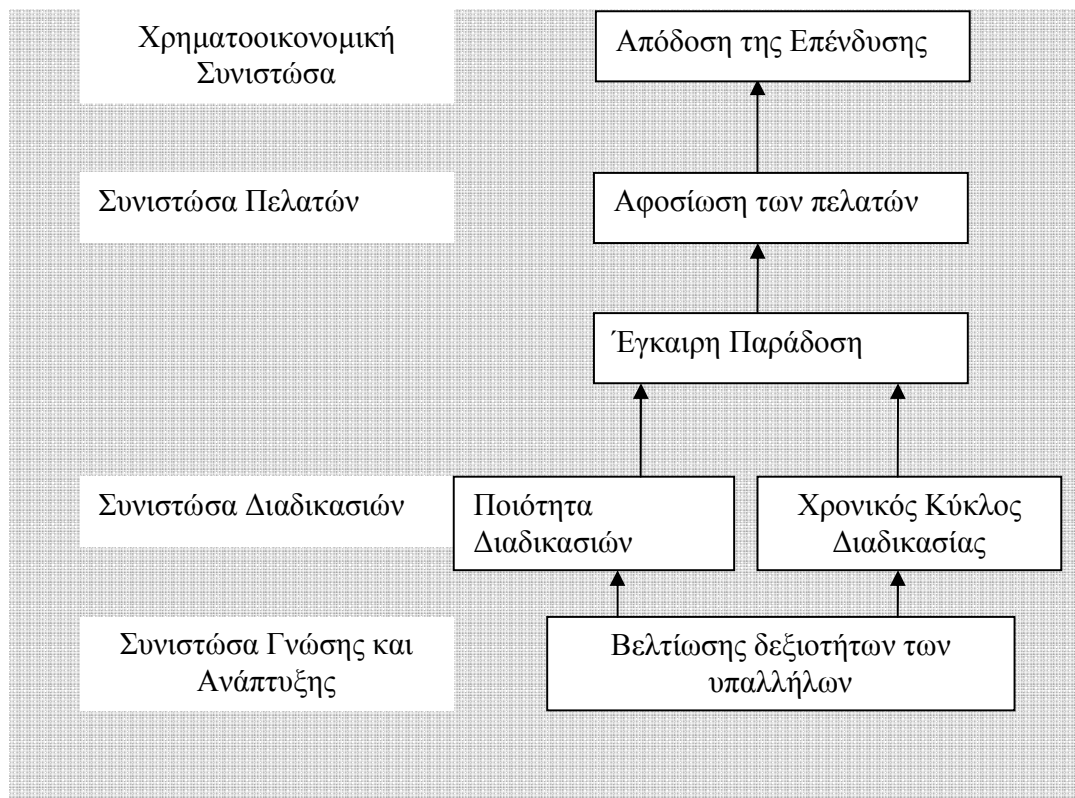 Χρηματοοικονομική
Συνιστώσα
Απόδοση της Επένδυσης
Συνιστώσα Πελατών
Αφοσίωση των πελατών
Έγκαιρη Παράδοση
Συνιστώσα Διαδικασιών
Ποιότητα
Διαδικασιών
Χρονικός Κύκλος
Διαδικασίας
Συνιστώσα Γνώσης και
Ανάπτυξης
Βελτίωσης δεξιοτήτων των
υπαλλήλων